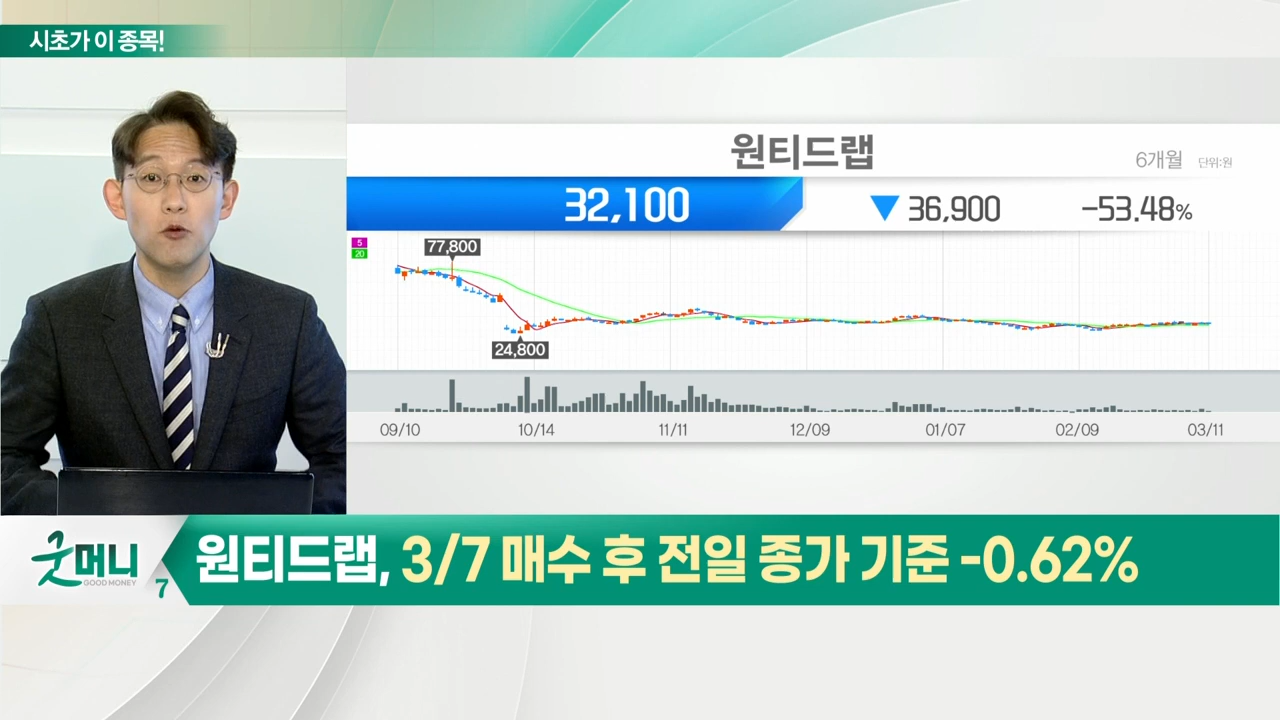 시초가 이 종목!
원티드랩
6개월 단위:원
32,100 ▼ 36,900 -53.48%
5
20
77,800
24,800
09/10 10/14 11/11 12/09 01/07 02/09 03/11
굿머니
GOOD MONEY
7
원티드랩, 3/7 매수 후 전일 종가 기준 -0.62%